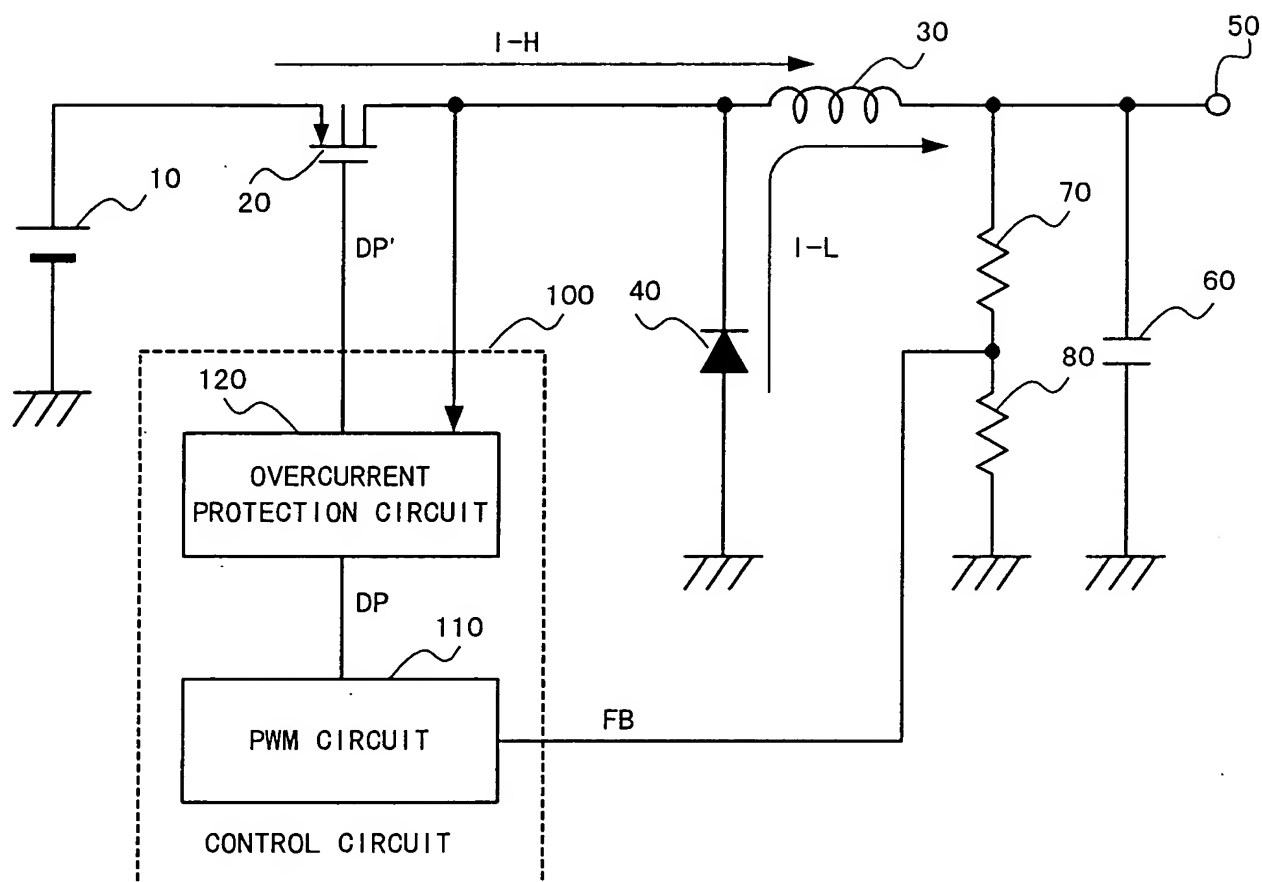 I-H
30
50
10
20
70
DP'
I-L
100
40
60
120
80
OVERCURRENT
PROTECTION CIRCUIT
DP
110
FB
PWM CIRCUIT
CONTROL CIRCUIT